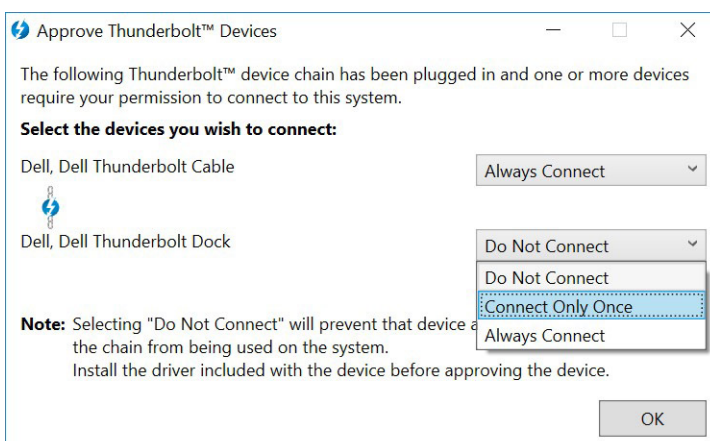 Approve Thunderbolt™ Devices
The following Thunderbolt™ device chain has been plugged in and one or more devices
require your permission to connect to this system.
Select the devices you wish to connect:
Dell, Dell Thunderbolt Cable
Always Connect
Dell, Dell Thunderbolt Dock
Do Not Connect
Do Not Connect
Connect Only Once
Always Connect
Note: Selecting "Do Not Connect" will prevent that device
the chain from being used on the system.
Install the driver included with the device before approving the device.
OK